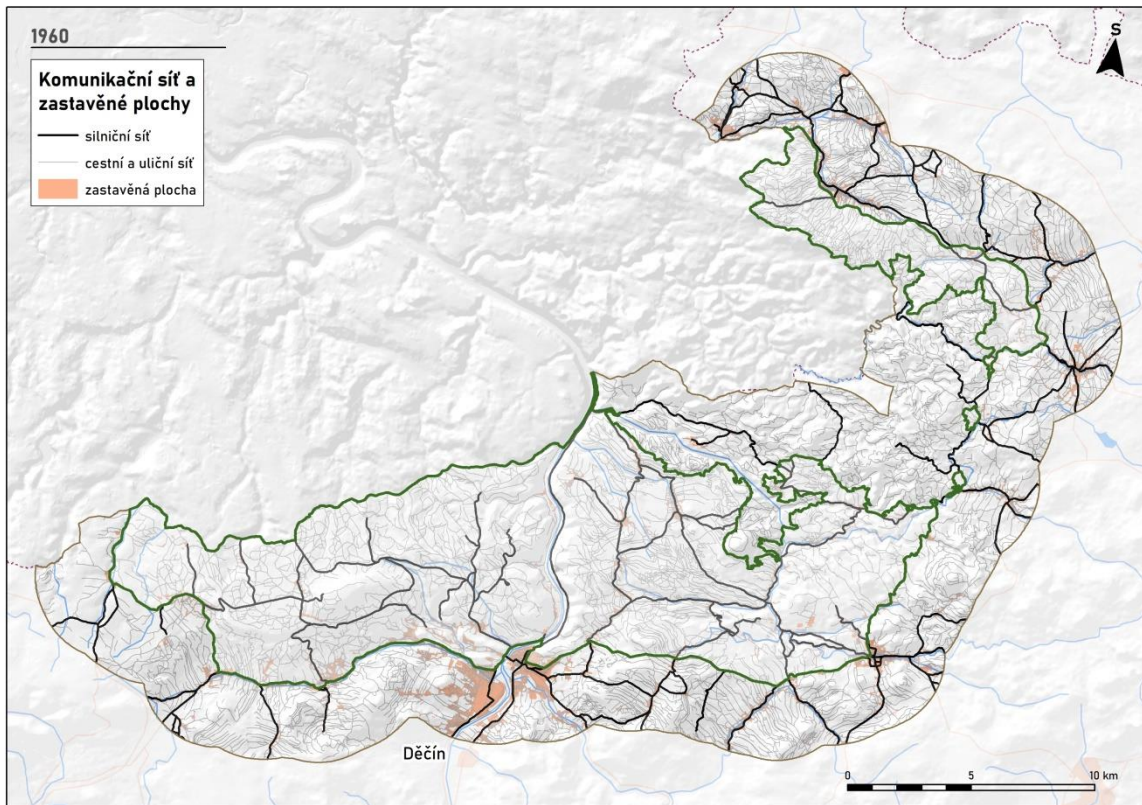 1960
Komunikační síť a
zastavěné plochy
silniční síť
cestní a uliční síť
zastavěná plocha
S
Děčín
0 5 10 km